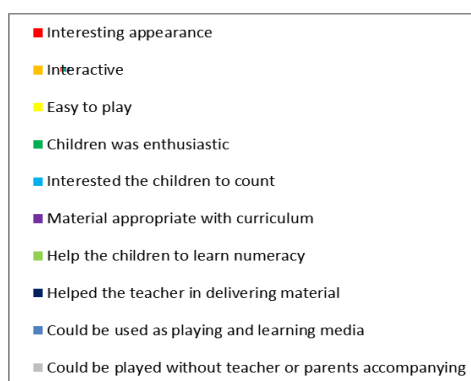 Interesting appearance
Interactive
Easy to play
Children was enthusiastic
Interested the children to count
Material appropriate with curriculum
Help the children to learn numeracy
Helped the teacher in delivering material
Could be used as playing and learning media
Could be played without teacher or parents accompanying